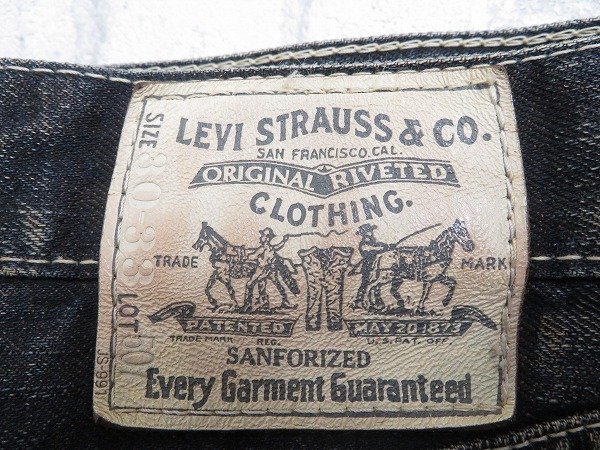 LEVI STRAUSS & CO.
SAN FRANCISCO, CAL.
ORIGINAL RIVETED
CLOTHING.
TRADE MARK
PATENTED MAY 20 1873
TRADE MARK REG. U.S. PAT. OFF.
SANFORIZED
Every Garment Guaranteed
SIZE 30-33 LOT